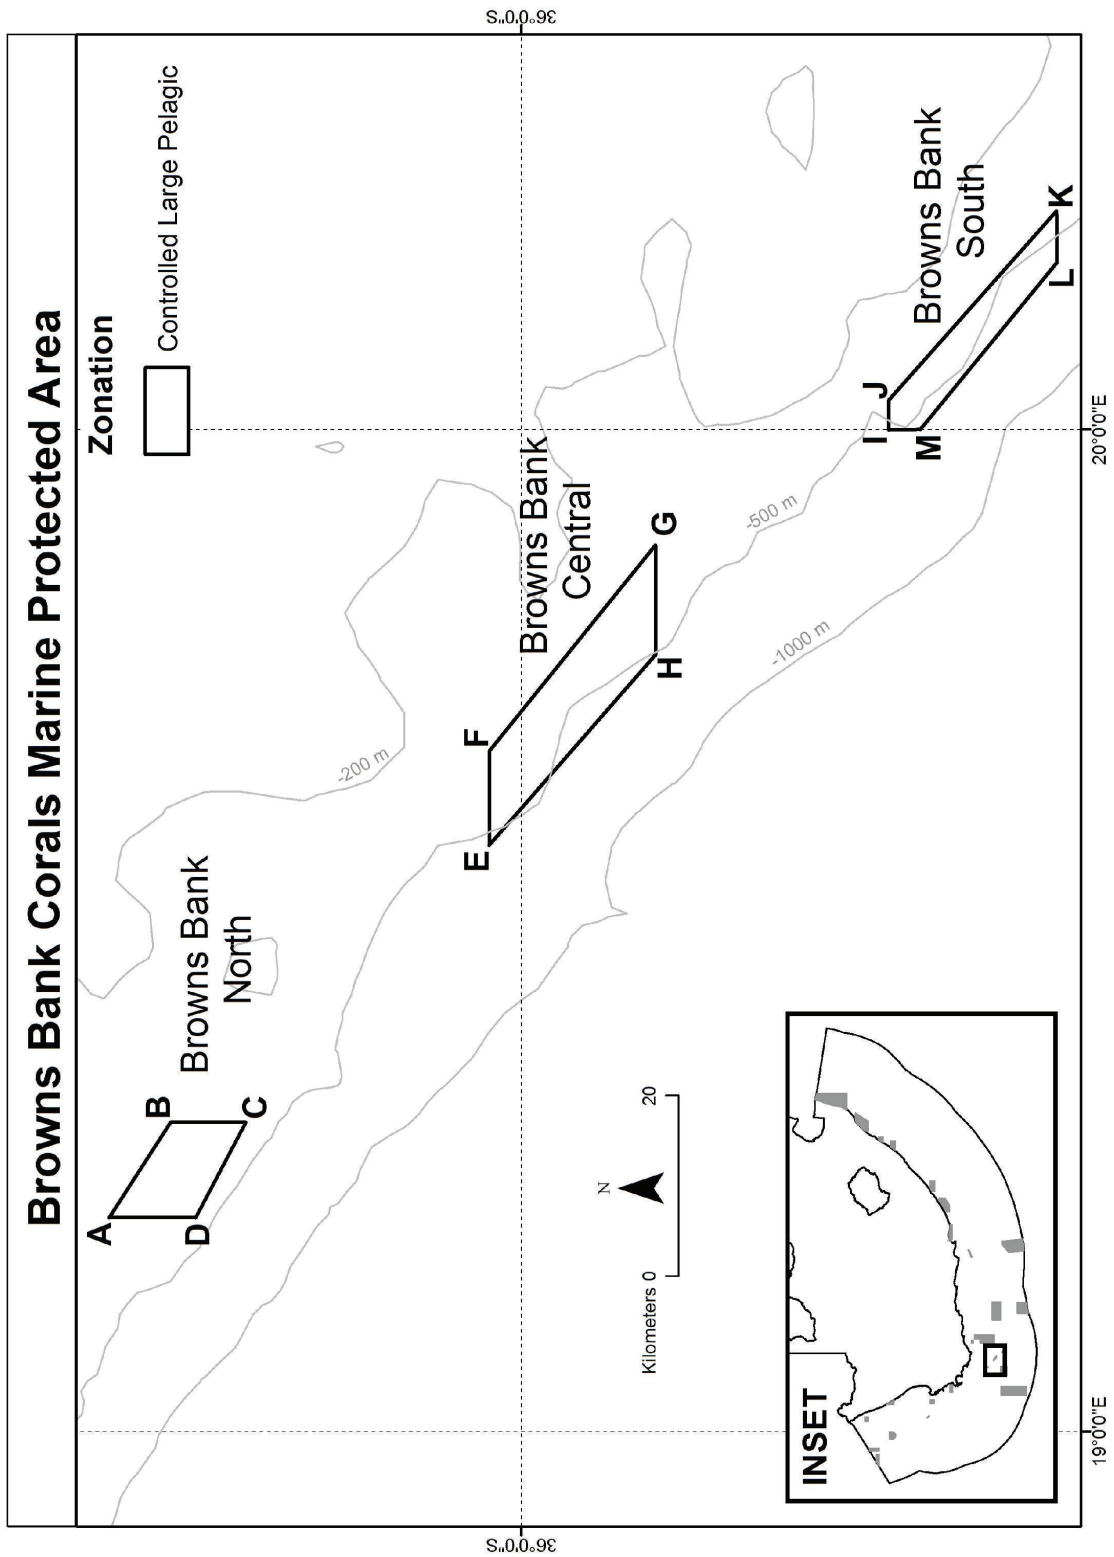 Browns Bank Corals Marine Protected Area
Zonation
Controlled Large Pelagic
A
B
C
D
Browns Bank
North
-200 m
E
F
G
H
Browns Bank
Central
-500 m
-1000 m
I
J
K
L
M
Browns Bank
South
N
Kilometers 0 20
INSET
36°0'0"S
36°0'0"S
19°0'0"E
20°0'0"E